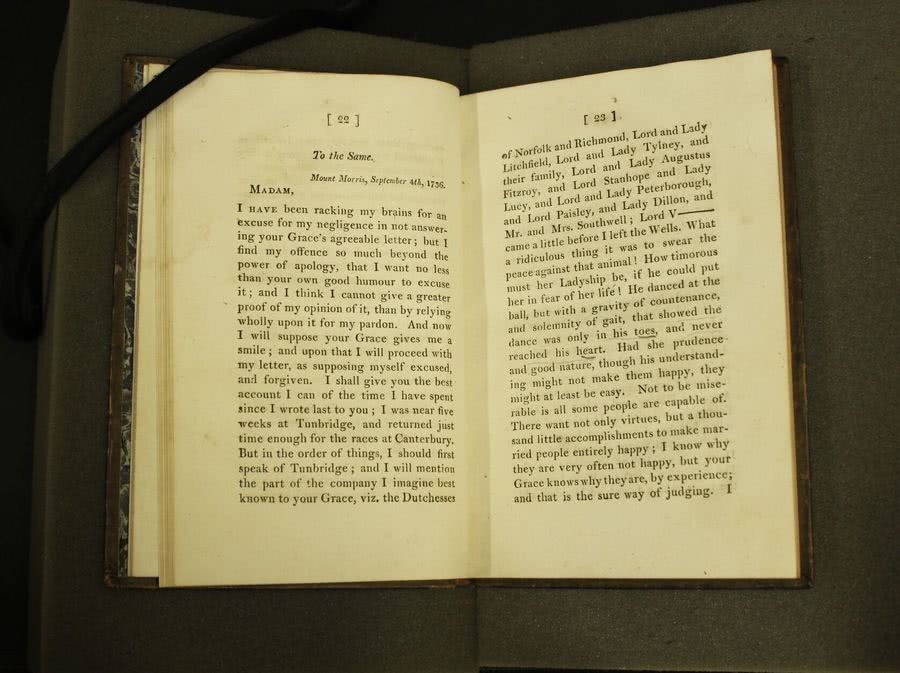 [ 22 ]
To the Same.
Mount Morris, September 4th, 1736.
MADAM,
I HAVE been racking my brains for an
excuse for my negligence in not answer-
ing your Grace's agreeable letter; but I
find my offence so much beyond the
power of apology, that I want no less
than your own good humour to excuse
it; and I think I cannot give a greater
proof of my opinion of it, than by relying
wholly upon it for my pardon. And now
I will suppose your Grace gives me a
smile; and upon that I will proceed with
my letter, as supposing myself excused,
and forgiven. I shall give you the best
account I can of the time I have spent
since I wrote last to you; I was near five
weeks at Tunbridge, and returned just
time enough for the races at Canterbury.
But in the order of things, I should first
speak of Tunbridge; and I will mention
the part of the company I imagine best
known to your Grace, viz. the Dutchesses
[ 23 ]
of Norfolk and Richmond, Lord and Lady
Litchfield, Lord and Lady Tylney, and
their family, Lord and Lady Augustus
Fitzroy, and Lord Stanhope and Lady
Lucy, and Lord and Lady Peterborough,
and Lord Paisley, and Lady Dillon, and
Mr. and Mrs. Southwell; Lord V——
came a little before I left the Wells. What
a ridiculous thing it was to swear the
peace against that animal! How timorous
must her Ladyship be, if he could put
her in fear of her life! He danced at the
ball, but with a gravity of countenance,
and solemnity of gait, that showed the
dance was only in his toes, and never
reached his heart. Had she prudence
and good nature, though his understand-
ing might not make them happy, they
might at least be easy. Not to be mise-
rable is all some people are capable of.
There want not only virtues, but a thou-
sand little accomplishments to make mar-
ried people entirely happy; I know why
they are very often not happy, but your
Grace knows why they are, by experience;
and that is the sure way of judging. I